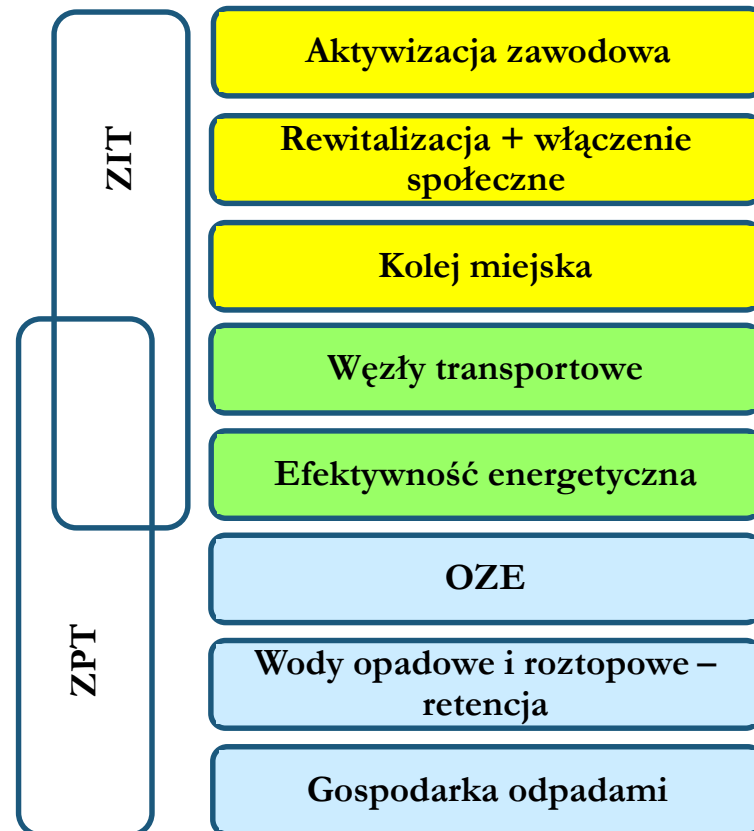 ZIT
Aktywizacja zawodowa
Rewitalizacja + włączenie
społeczne
Kolej miejska
Węzły transportowe
Efektywność energetyczna
ZPT
OZE
Wody opadowe i roztopowe –
retencja
Gospodarka odpadami